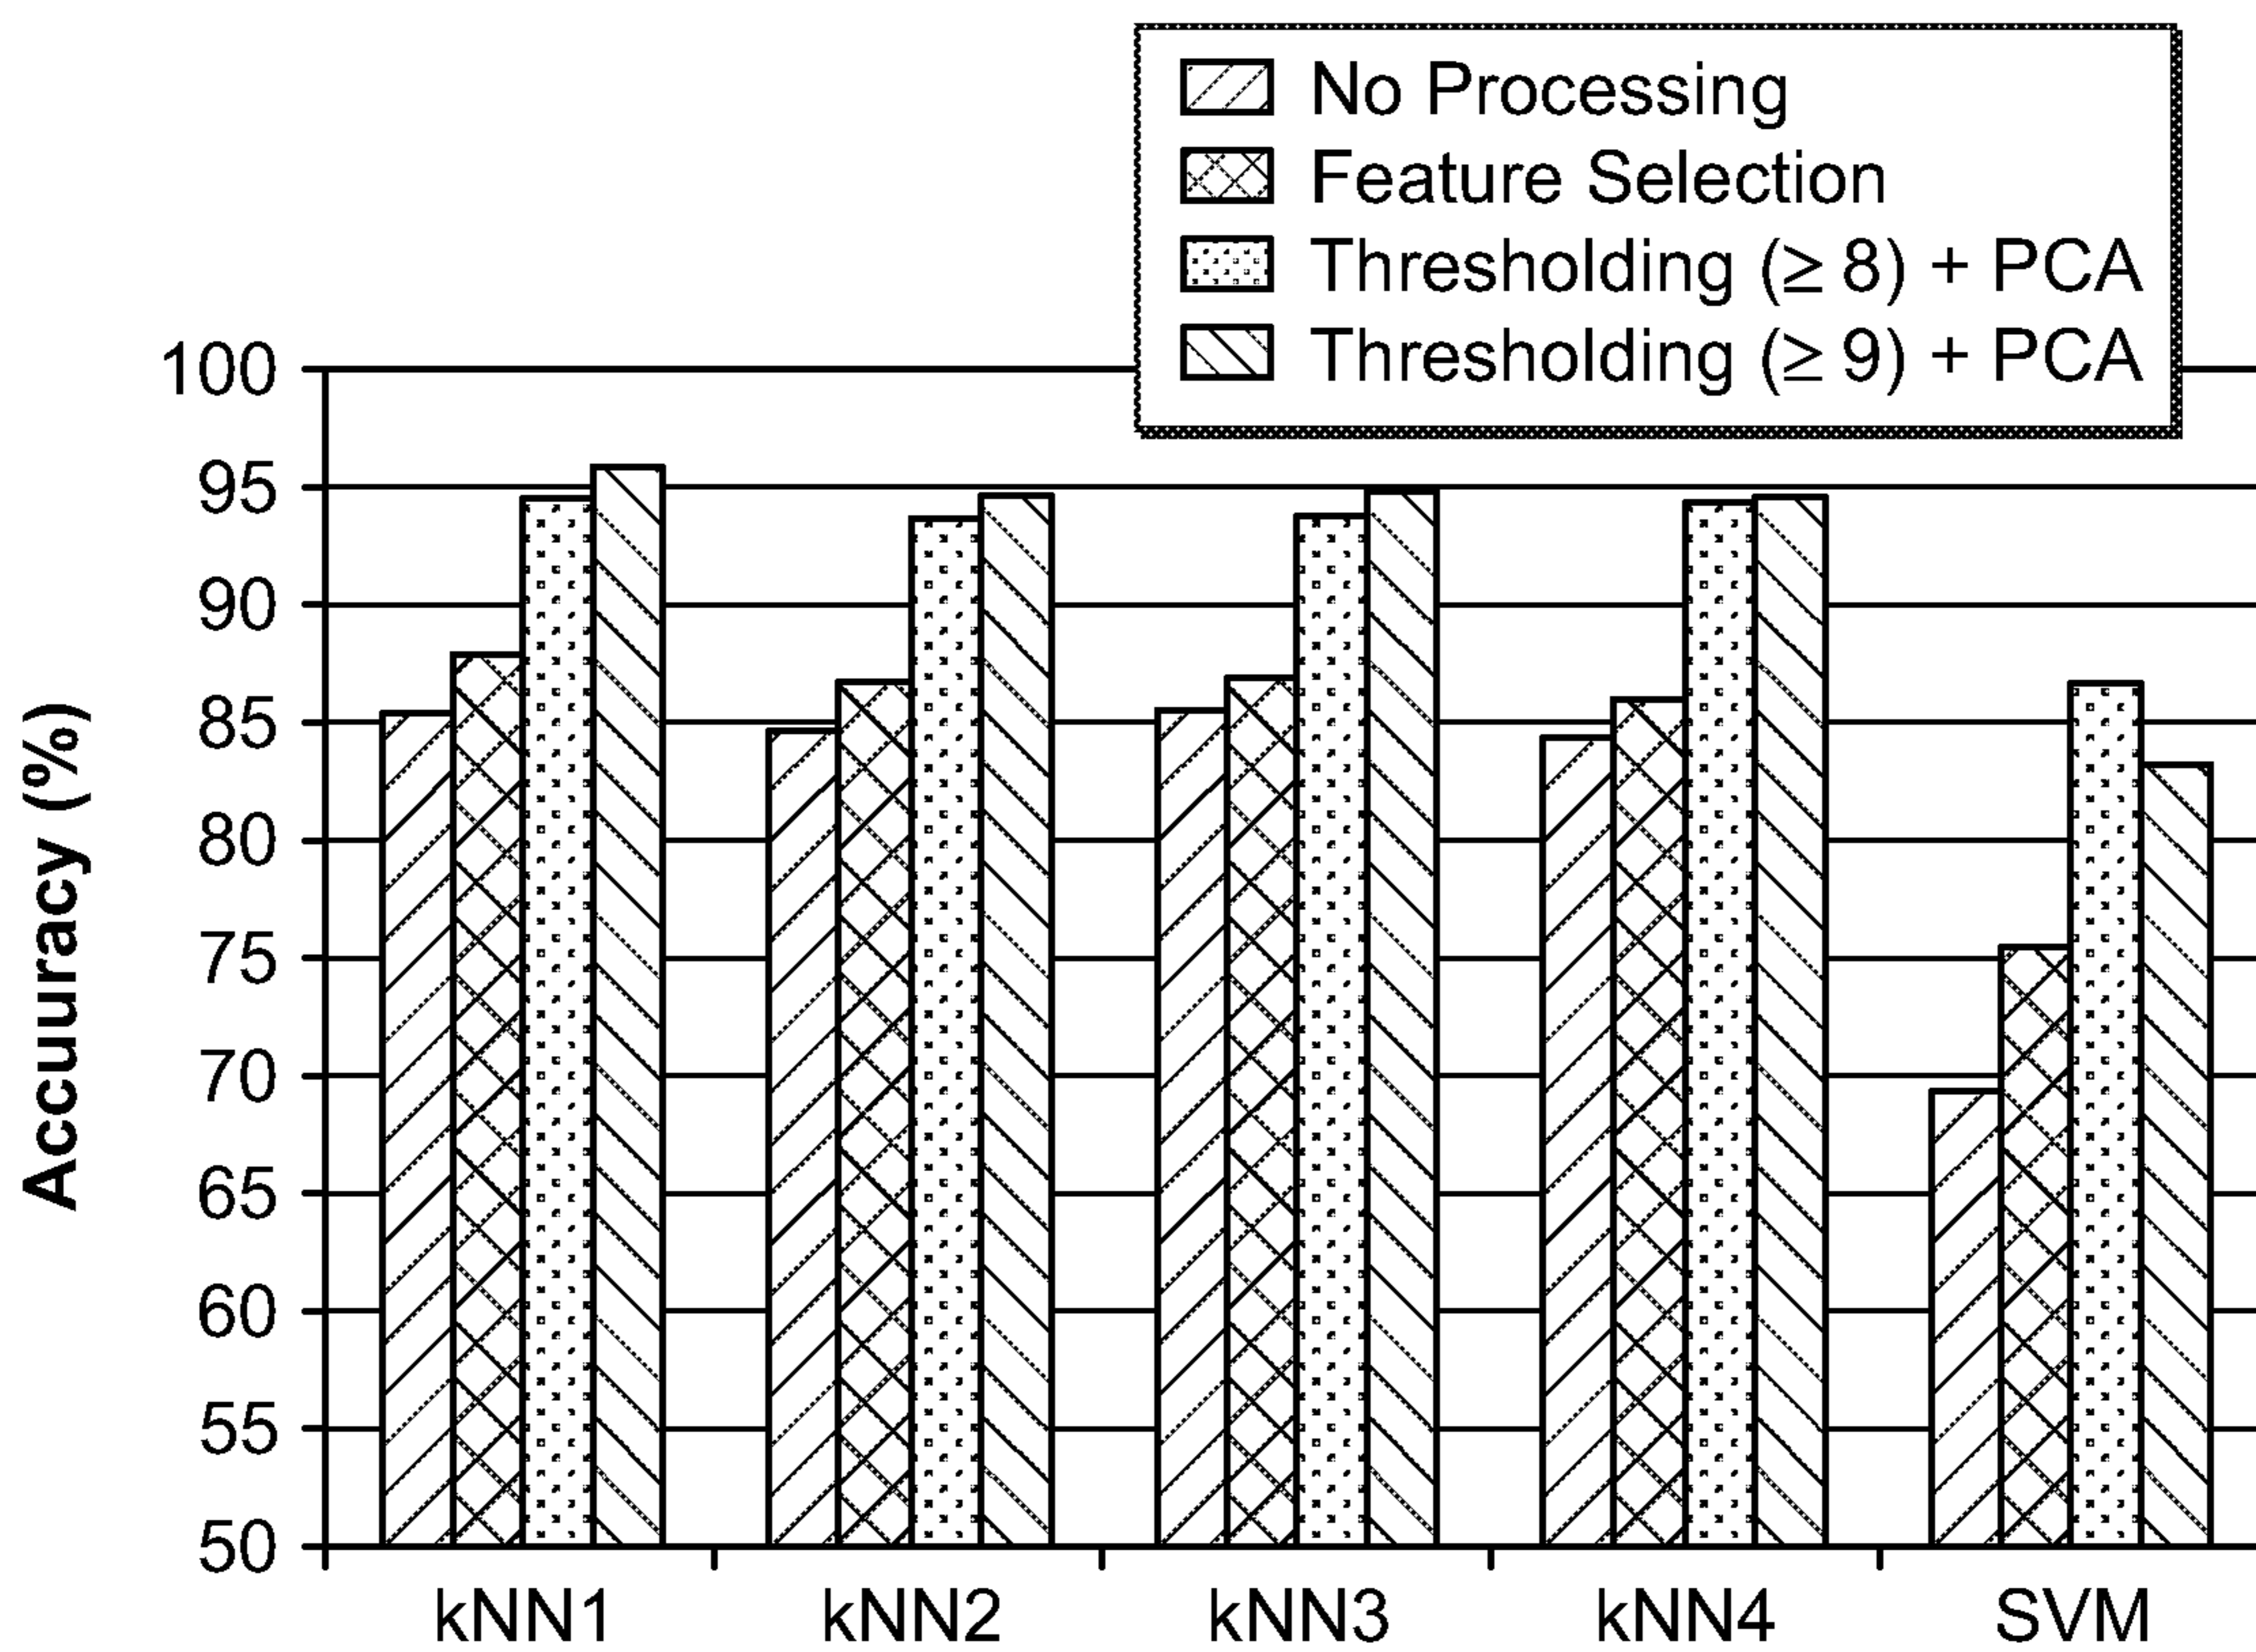 No Processing
Feature Selection
Thresholding (≥ 8) + PCA
Thresholding (≥ 9) + PCA
100
95
90
85
80
75
70
65
60
55
50
Accuuracy (%)
kNN1 kNN2 kNN3 kNN4 SVM